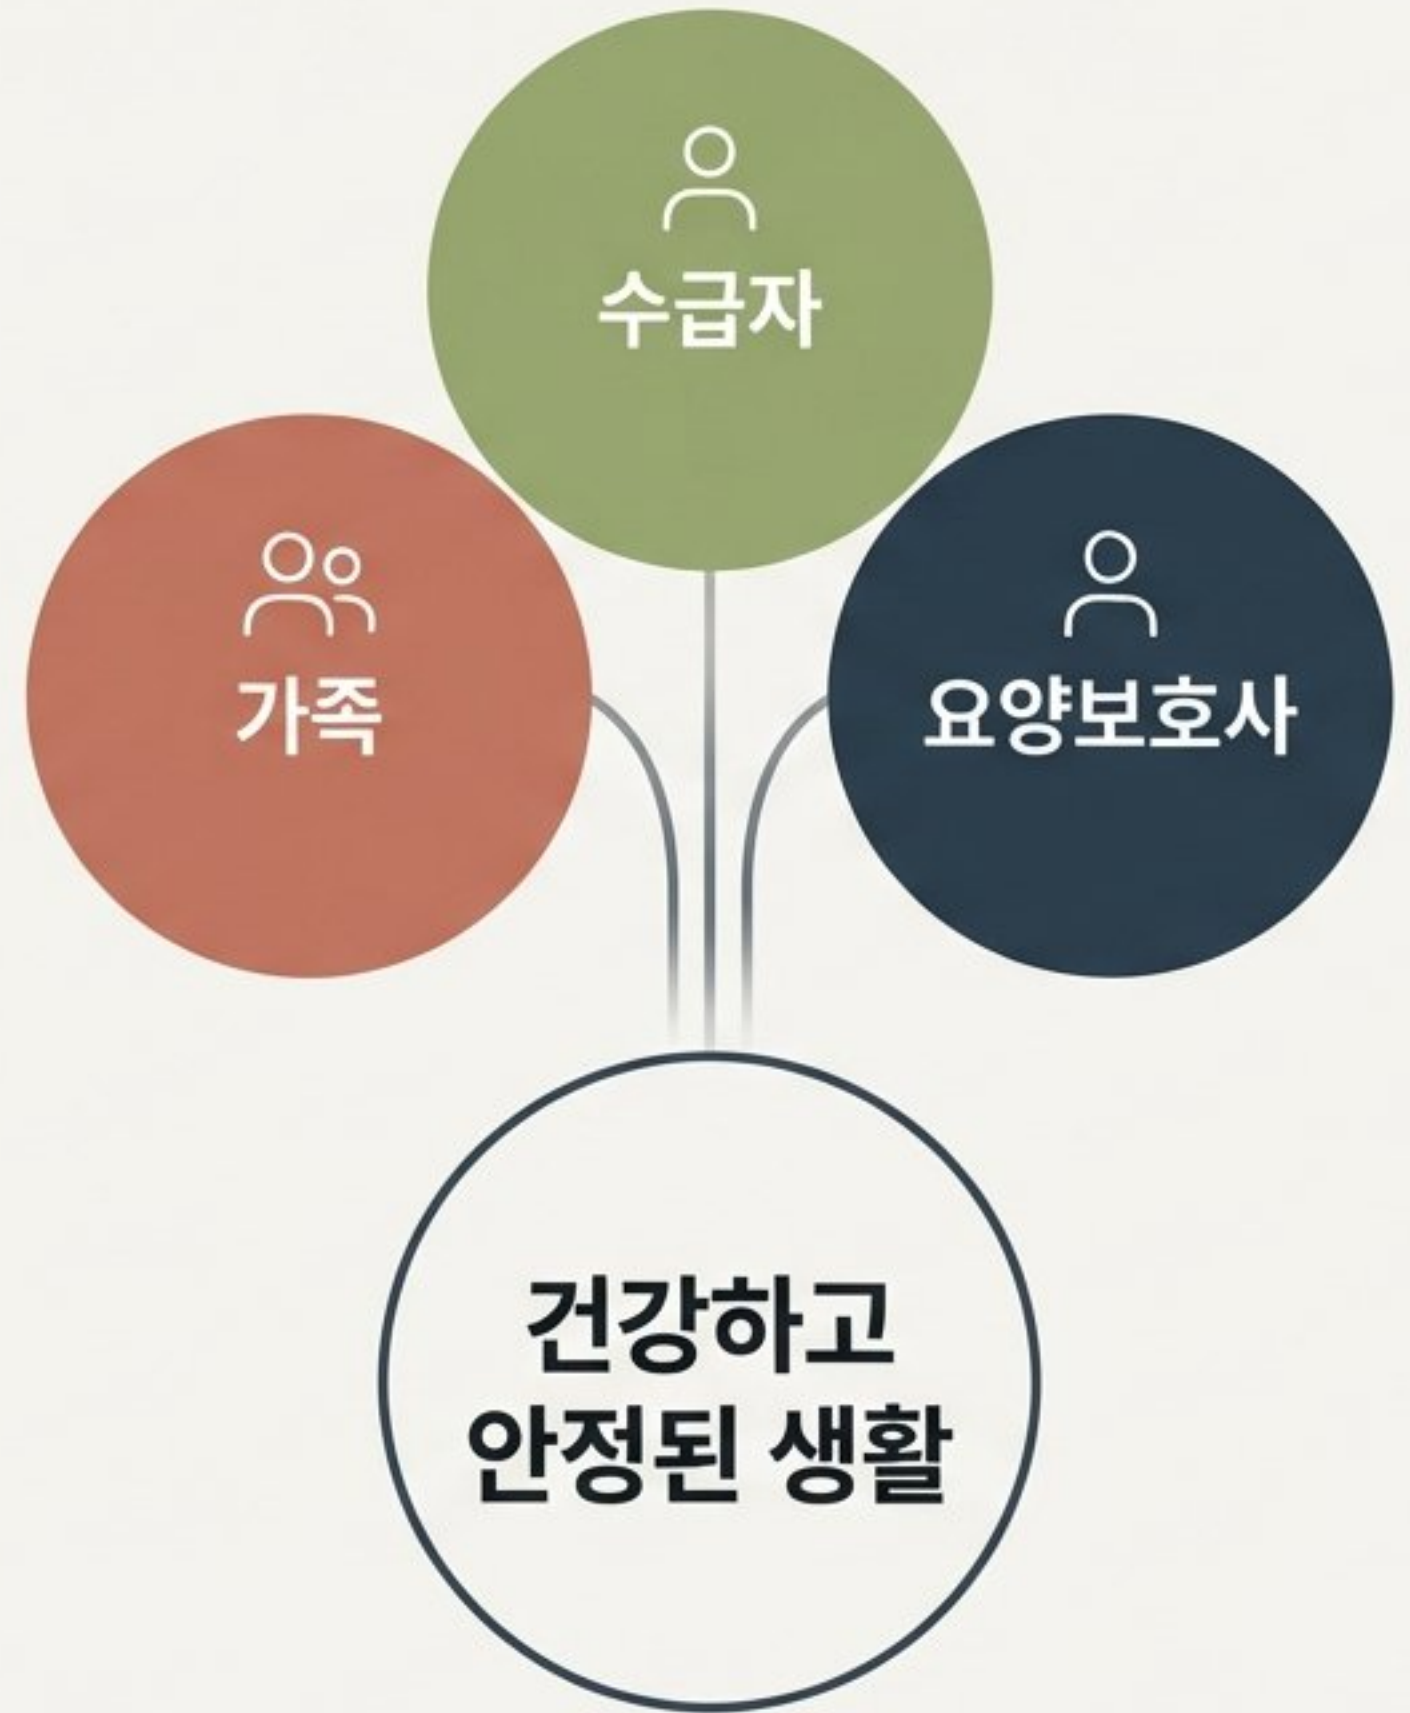 수급자
가족
요양보호사
건강하고
안정된 생활